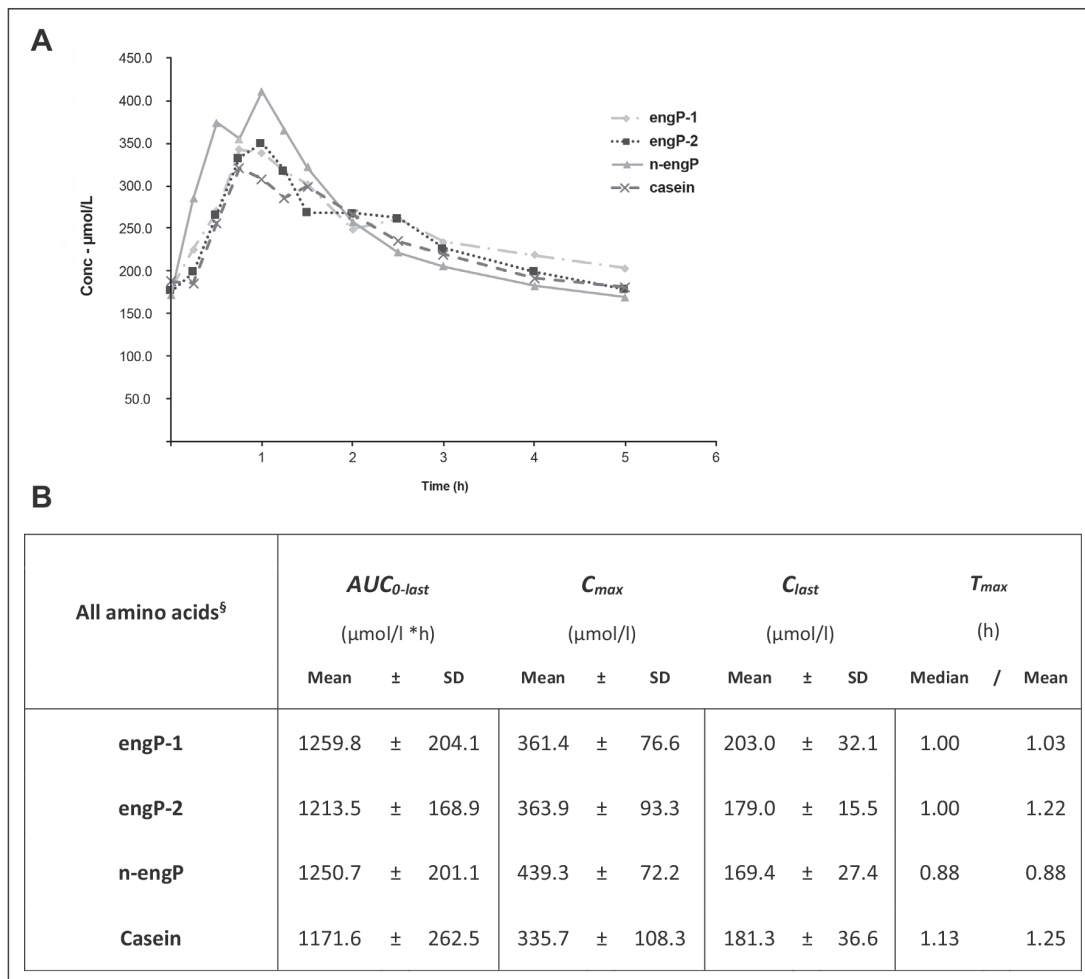 A
450.0
400.0
350.0
300.0
250.0
200.0
150.0
100.0
50.0
Conc - µmol/L
1 2 3 4 5 6
Time (h)
engP-1
engP-2
n-engP
casein
B
All amino acids§
AUC0-last
(µmol/l *h)
Mean ± SD
Cmax
(µmol/l)
Mean ± SD
Clast
(µmol/l)
Mean ± SD
Tmax
(h)
Median / Mean
engP-1 1259.8 ± 204.1 361.4 ± 76.6 203.0 ± 32.1 1.00 1.03
engP-2 1213.5 ± 168.9 363.9 ± 93.3 179.0 ± 15.5 1.00 1.22
n-engP 1250.7 ± 201.1 439.3 ± 72.2 169.4 ± 27.4 0.88 0.88
Casein 1171.6 ± 262.5 335.7 ± 108.3 181.3 ± 36.6 1.13 1.25